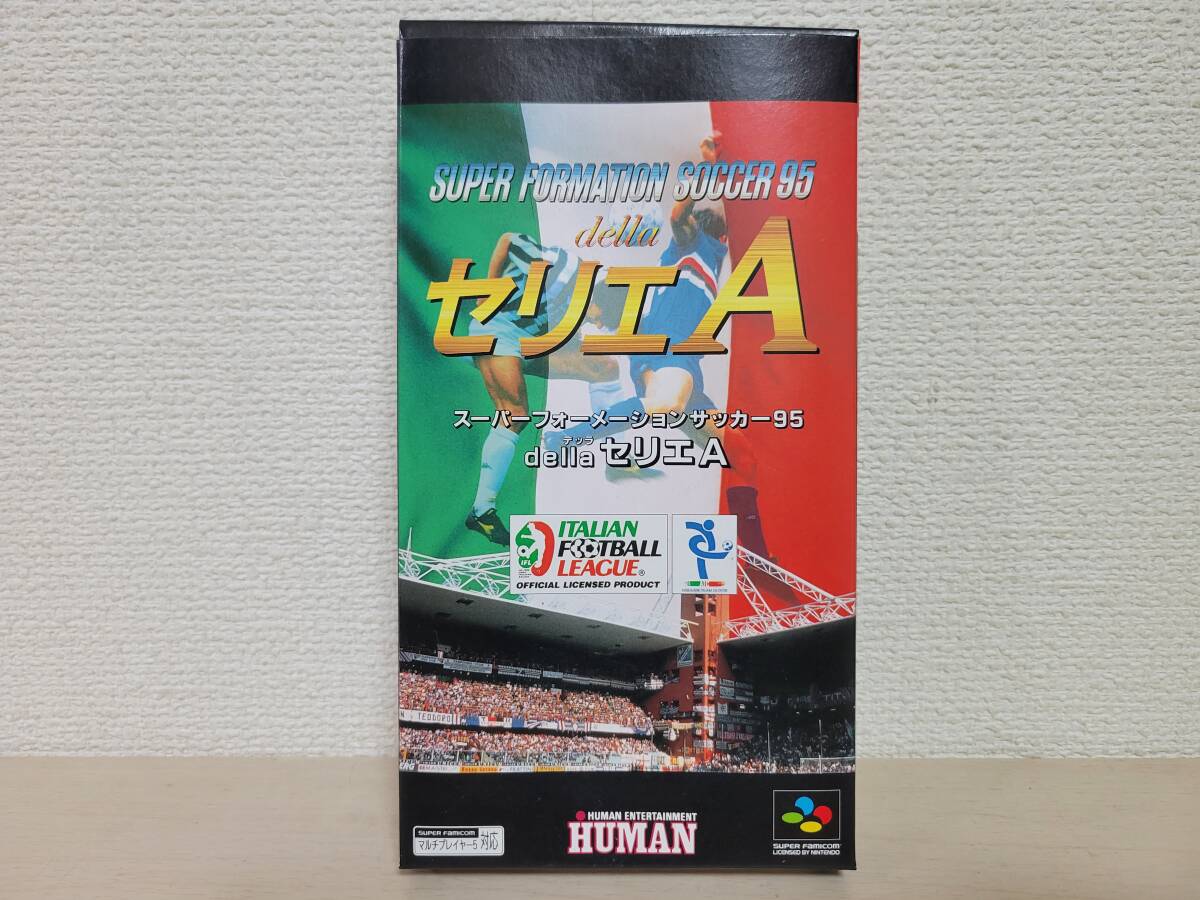 SUPER FORMATION SOCCER 95
della
セリエA
スーパーフォーメーションサッカー95
デッラ
della セリエA
ITALIAN
FOOTBALL
LEAGUE®
OFFICIAL LICENSED PRODUCT
IFL
TEODORO
HUMAN ENTERTAINMENT
HUMAN
SUPER FAMICOM
マルチプレイヤー5 対応
SUPER FAMICOM
LICENSED BY NINTENDO